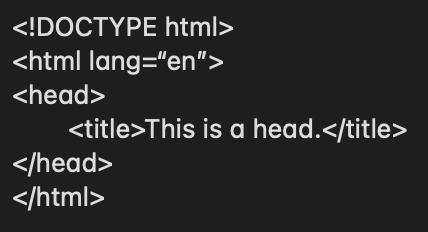 <!DOCTYPE html>
<html lang=“en”>
<head>
<title>This is a head.</title>
</head>
</html>